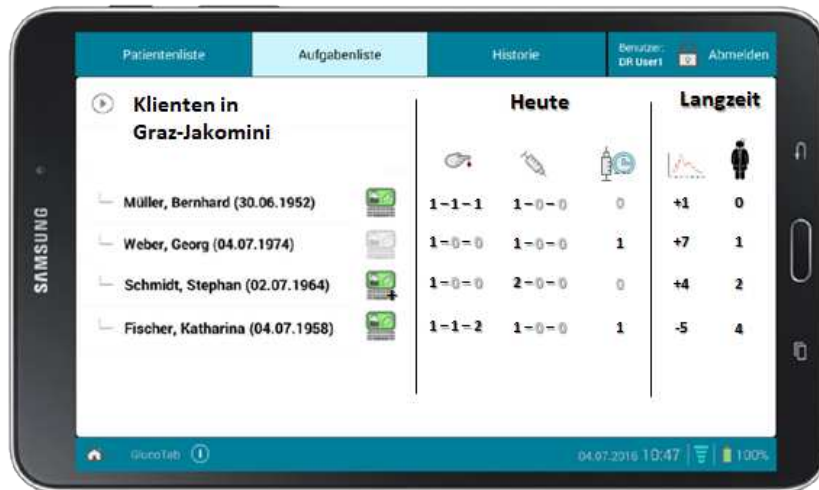 Patientenliste Aufgabenliste Historie Benutzer: DR User1 Abmelden
Klienten in Heute Langzeit
Graz-Jakomini
Müller, Bernhard (30.06.1952) 1-1-1 1-0-0 0 +1 0
Weber, Georg (04.07.1974) 1-0-0 1-0-0 1 +7 1
Schmidt, Stephan (02.07.1964) 1-0-0 2-0-0 0 +4 2
Fischer, Katharina (04.07.1958) 1-1-2 1-0-0 1 -5 4
GlucoTab 04.07.2016 10:47 100%
SAMSUNG